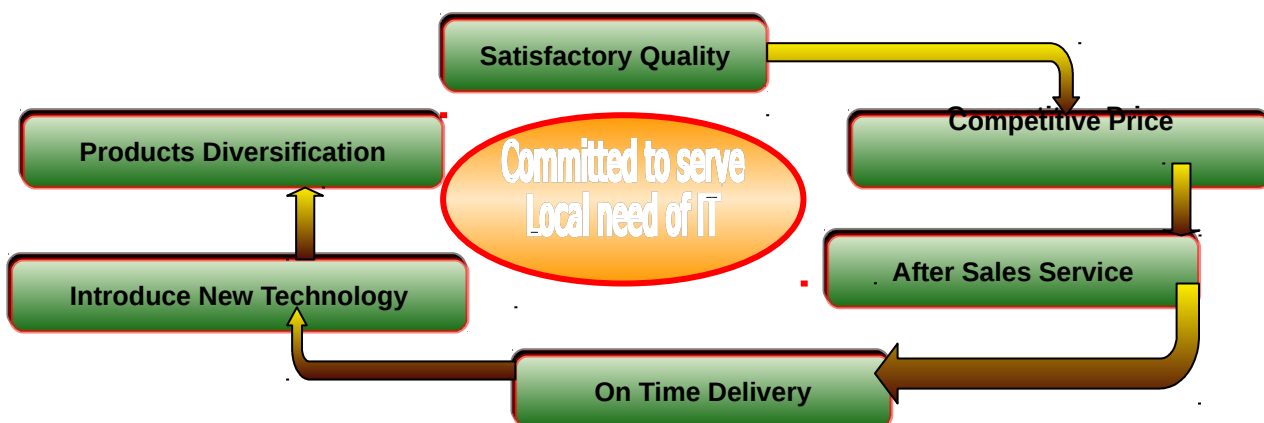 Satisfactory Quality
Competitive Price
Products Diversification
Committed to serve
Local need of IT
After Sales Service
Introduce New Technology
On Time Delivery